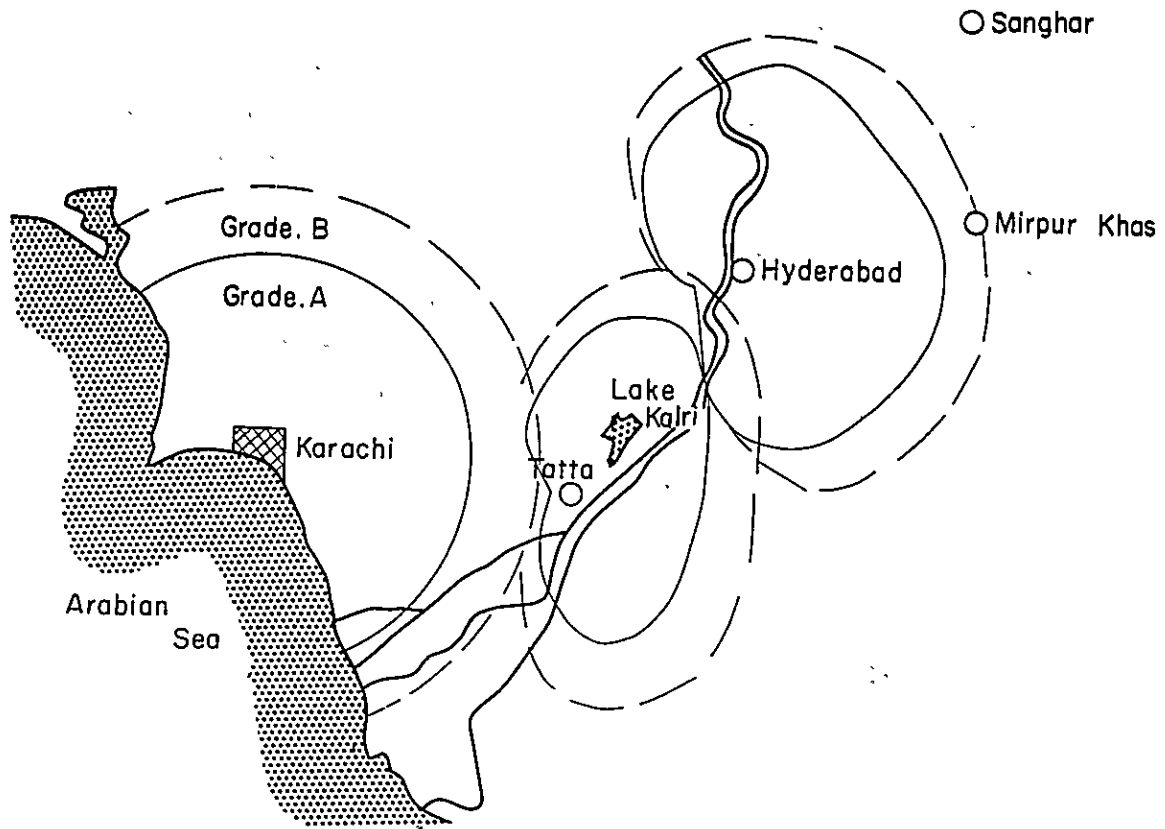 Sanghar
Grade. B
Mirpur Khas
Hyderabad
Grade. A
Lake
Kalri
Karachi
Tatta
Arabian
Sea